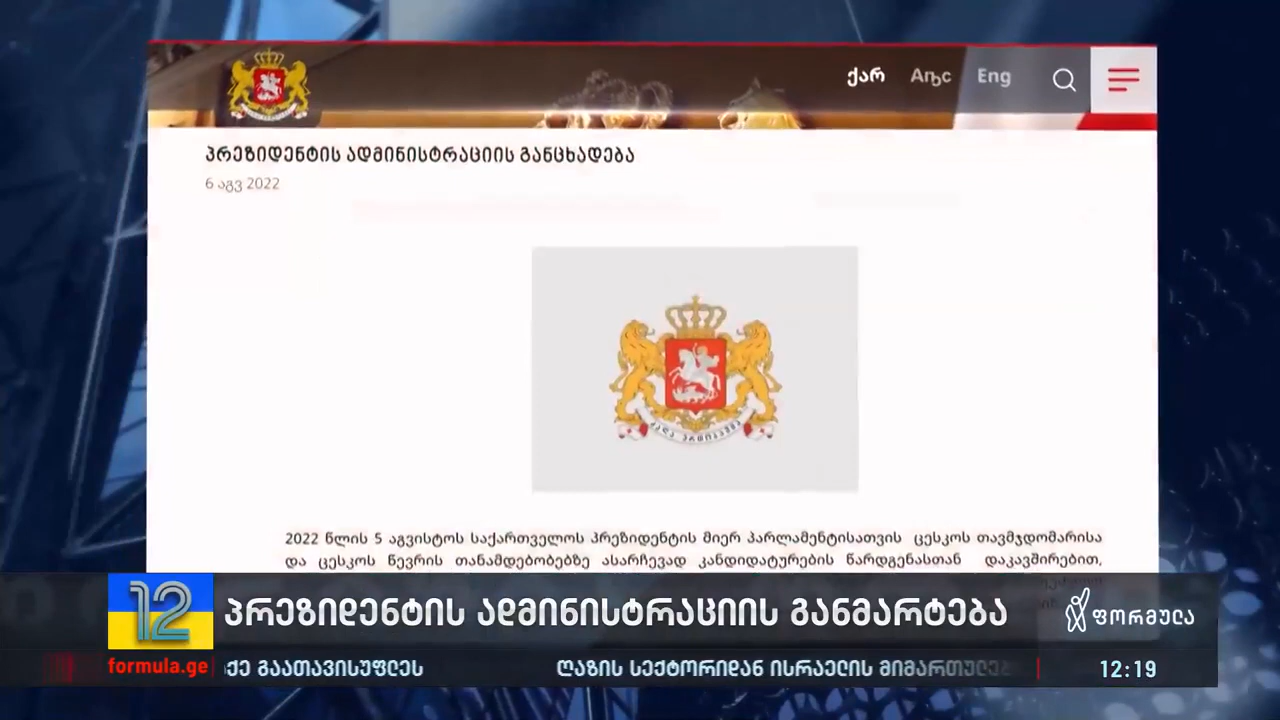 ქარ Аҧс Eng
პრეზიდენტის ადმინისტრაციის განცხადება
6 აგვ 2022
2022 წლის 5 აგვისტოს საქართველოს პრეზიდენტის მიერ პარლამენტისათვის ცესკოს თავმჯდომარისა
და ცესკოს წევრის თანამდებობებზე ასარჩევად კანდიდატურების წარდგენასთან დაკავშირებით,
12 პრეზიდენტის ადმინისტრაციის განმარტება ფორმულა
formula.ge გაათავისუფლეს ღაზის სექტორიდან ისრაელის 12:19